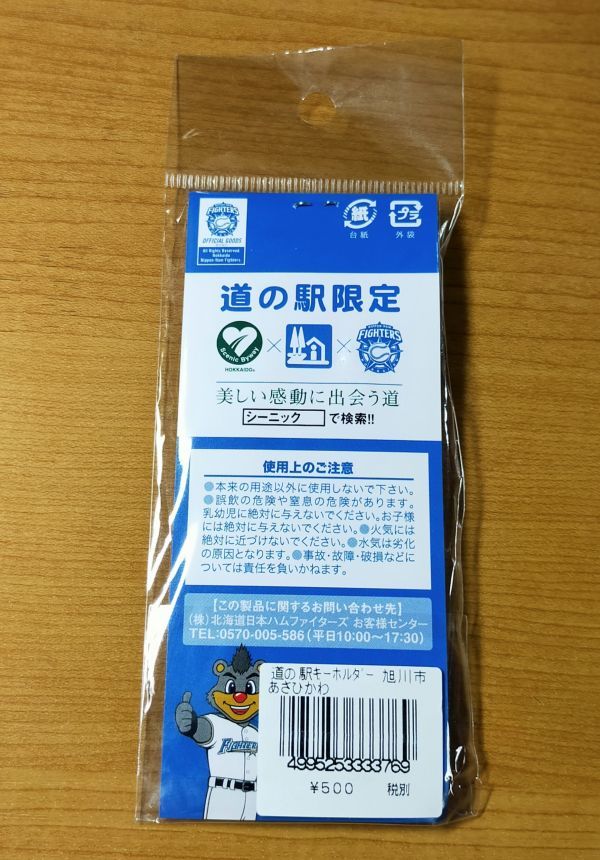 FIGHTERS
OFFICIAL GOODS
All Rights Reserved.
Hokkaido
Nippon-Ham Fighters
紙
台紙
プラ
外袋
道の駅限定
Scenic Byway
HOKKAIDO
×
×
FIGHTERS
美しい感動に出会う道
シーニック で検索!!
使用上のご注意
●本来の用途以外に使用しないで下さい。
●誤飲の危険や窒息の危険があります。
乳幼児に絶対に与えないでください。お子様
には絶対に与えないでください。●火気には
絶対に近づけないでください。●水気は劣化
の原因となります。●事故・故障・破損などに
ついては責任を負いかねます。
【この製品に関するお問い合わせ先】
(株)北海道日本ハムファイターズ お客様センター
TEL:0570-005-586(平日10:00〜17:30)
道の駅キーホルダー 旭川市
あさひかわ
4995253333769
¥500 税別